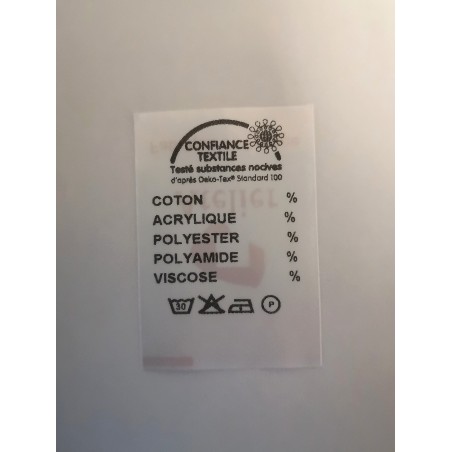 CONFIANCE
TEXTILE
Testé substances nocives
d'après Oeko-Tex® Standard 100
COTON %
ACRYLIQUE %
POLYESTER %
POLYAMIDE %
VISCOSE %
30 P